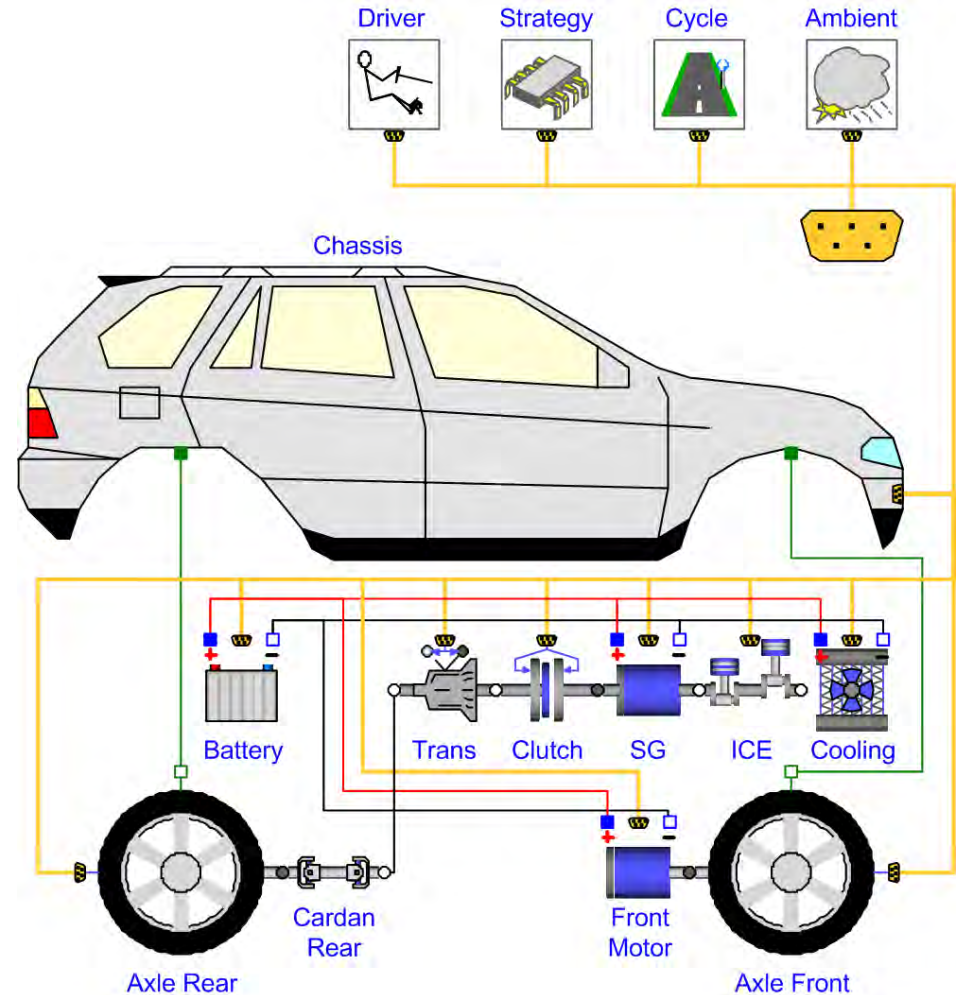 Driver
Strategy
Cycle
Ambient
Chassis
+
−
+
−
+
−
Battery
Trans
Clutch
SG
ICE
Cooling
+
−
Cardan
Rear
Front
Motor
Axle Rear
Axle Front